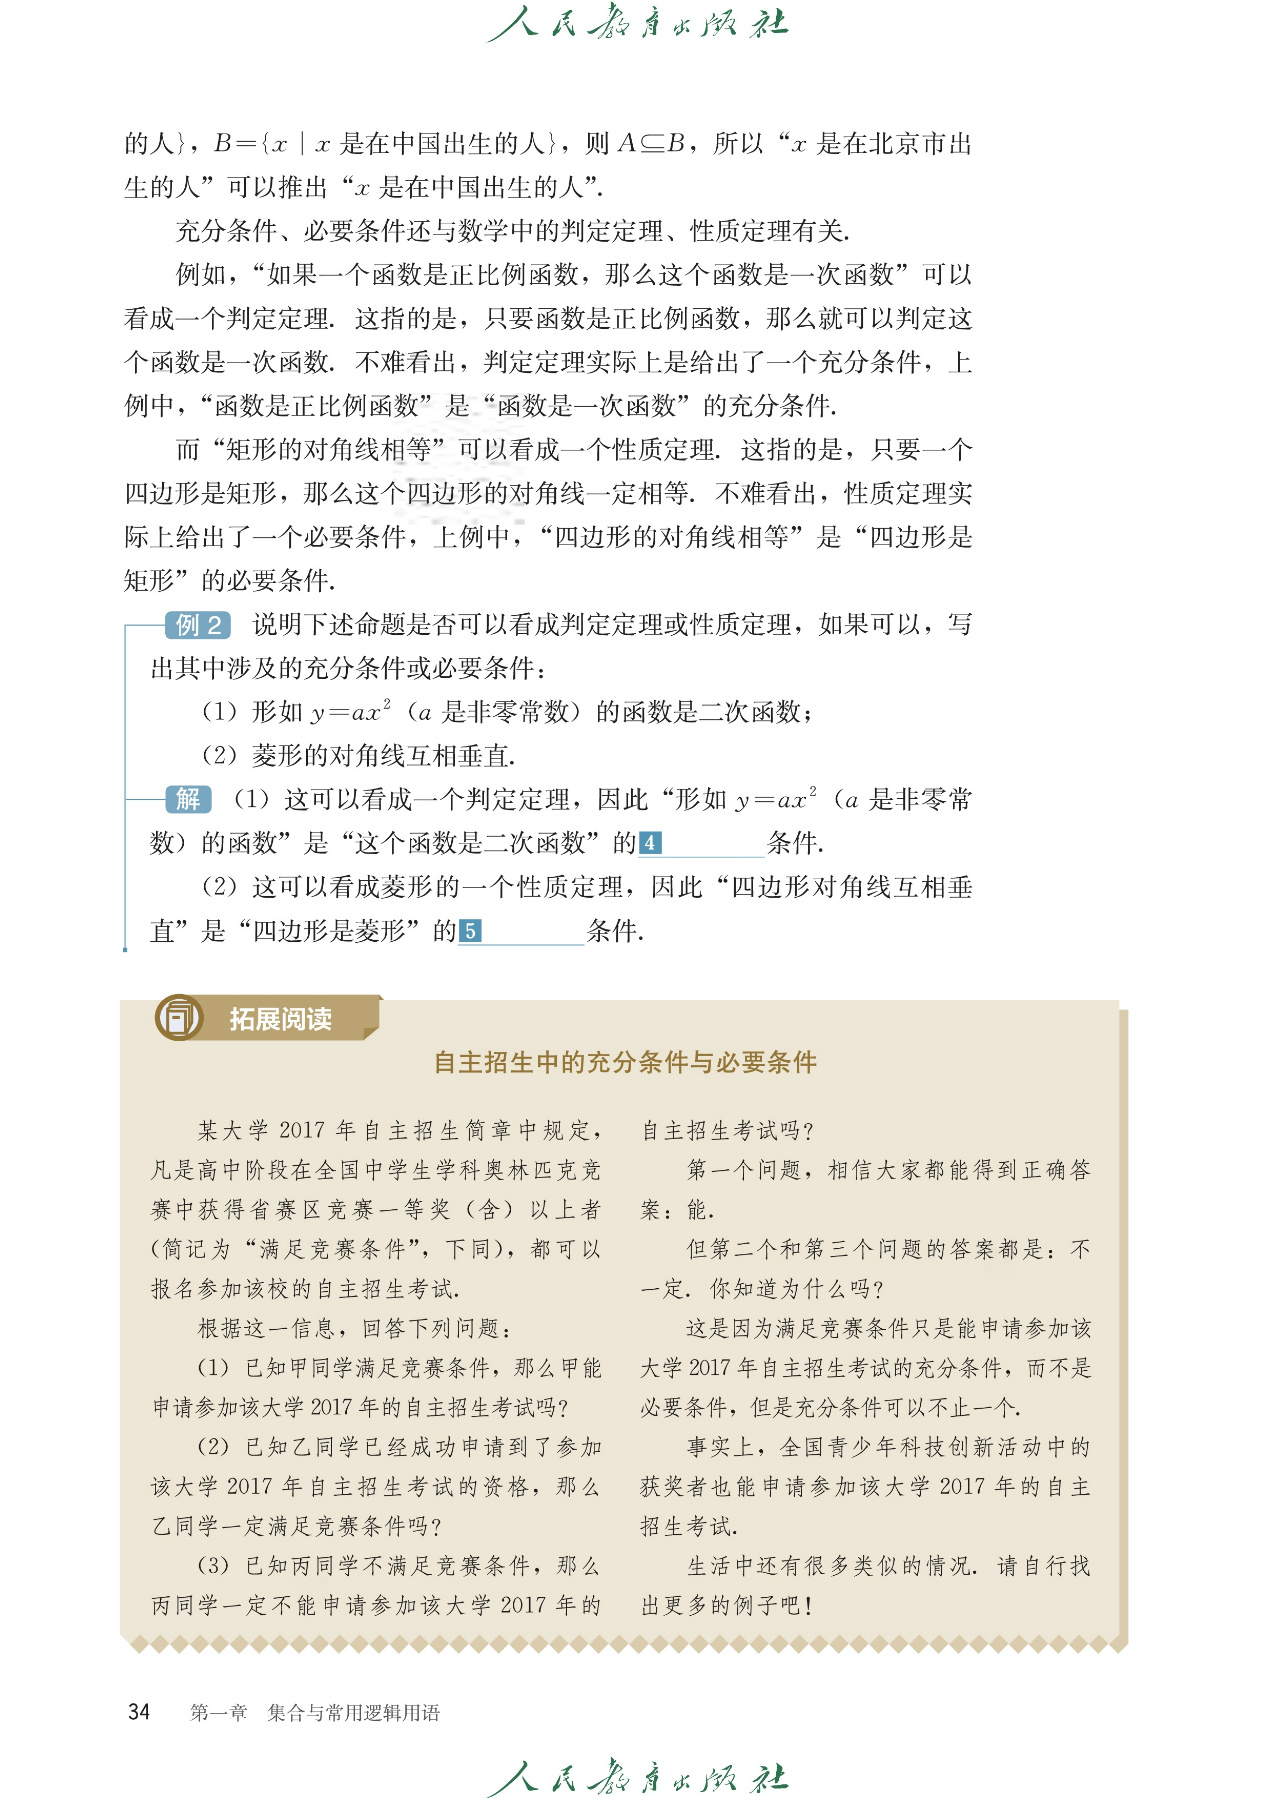 人民教育出版社
的人},B={x|x 是在中国出生的人},则 A⊆B,所以“x 是在北京市出
生的人”可以推出“x 是在中国出生的人”.
充分条件、必要条件还与数学中的判定定理、性质定理有关.
例如,“如果一个函数是正比例函数,那么这个函数是一次函数”可以
看成一个判定定理. 这指的是,只要函数是正比例函数,那么就可以判定这
个函数是一次函数. 不难看出,判定定理实际上是给出了一个充分条件,上
例中,“函数是正比例函数”是“函数是一次函数”的充分条件.
而“矩形的对角线相等”可以看成一个性质定理. 这指的是,只要一个
四边形是矩形,那么这个四边形的对角线一定相等. 不难看出,性质定理实
际上给出了一个必要条件,上例中,“四边形的对角线相等”是“四边形是
矩形”的必要条件.
例 2 说明下述命题是否可以看成判定定理或性质定理,如果可以,写
出其中涉及的充分条件或必要条件:
(1)形如 y=ax²(a 是非零常数)的函数是二次函数;
(2)菱形的对角线互相垂直.
解 (1)这可以看成一个判定定理,因此“形如 y=ax²(a 是非零常
数)的函数”是“这个函数是二次函数”的4________条件.
(2)这可以看成菱形的一个性质定理,因此“四边形对角线互相垂
直”是“四边形是菱形”的5________条件.
拓展阅读
自主招生中的充分条件与必要条件
某大学 2017 年自主招生简章中规定,
凡是高中阶段在全国中学生学科奥林匹克竞
赛中获得省赛区竞赛一等奖(含)以上者
(简记为“满足竞赛条件”,下同),都可以
报名参加该校的自主招生考试.
根据这一信息,回答下列问题:
(1)已知甲同学满足竞赛条件,那么甲能
申请参加该大学 2017 年的自主招生考试吗?
(2)已知乙同学已经成功申请到了参加
该大学 2017 年自主招生考试的资格,那么
乙同学一定满足竞赛条件吗?
(3)已知丙同学不满足竞赛条件,那么
丙同学一定不能申请参加该大学 2017 年的
自主招生考试吗?
第一个问题,相信大家都能得到正确答
案:能.
但第二个和第三个问题的答案都是:不
一定. 你知道为什么吗?
这是因为满足竞赛条件只是能申请参加该
大学 2017 年自主招生考试的充分条件,而不是
必要条件,但是充分条件可以不止一个.
事实上,全国青少年科技创新活动中的
获奖者也能申请参加该大学 2017 年的自主
招生考试.
生活中还有很多类似的情况. 请自行找
出更多的例子吧!
34 第一章 集合与常用逻辑用语
人民教育出版社